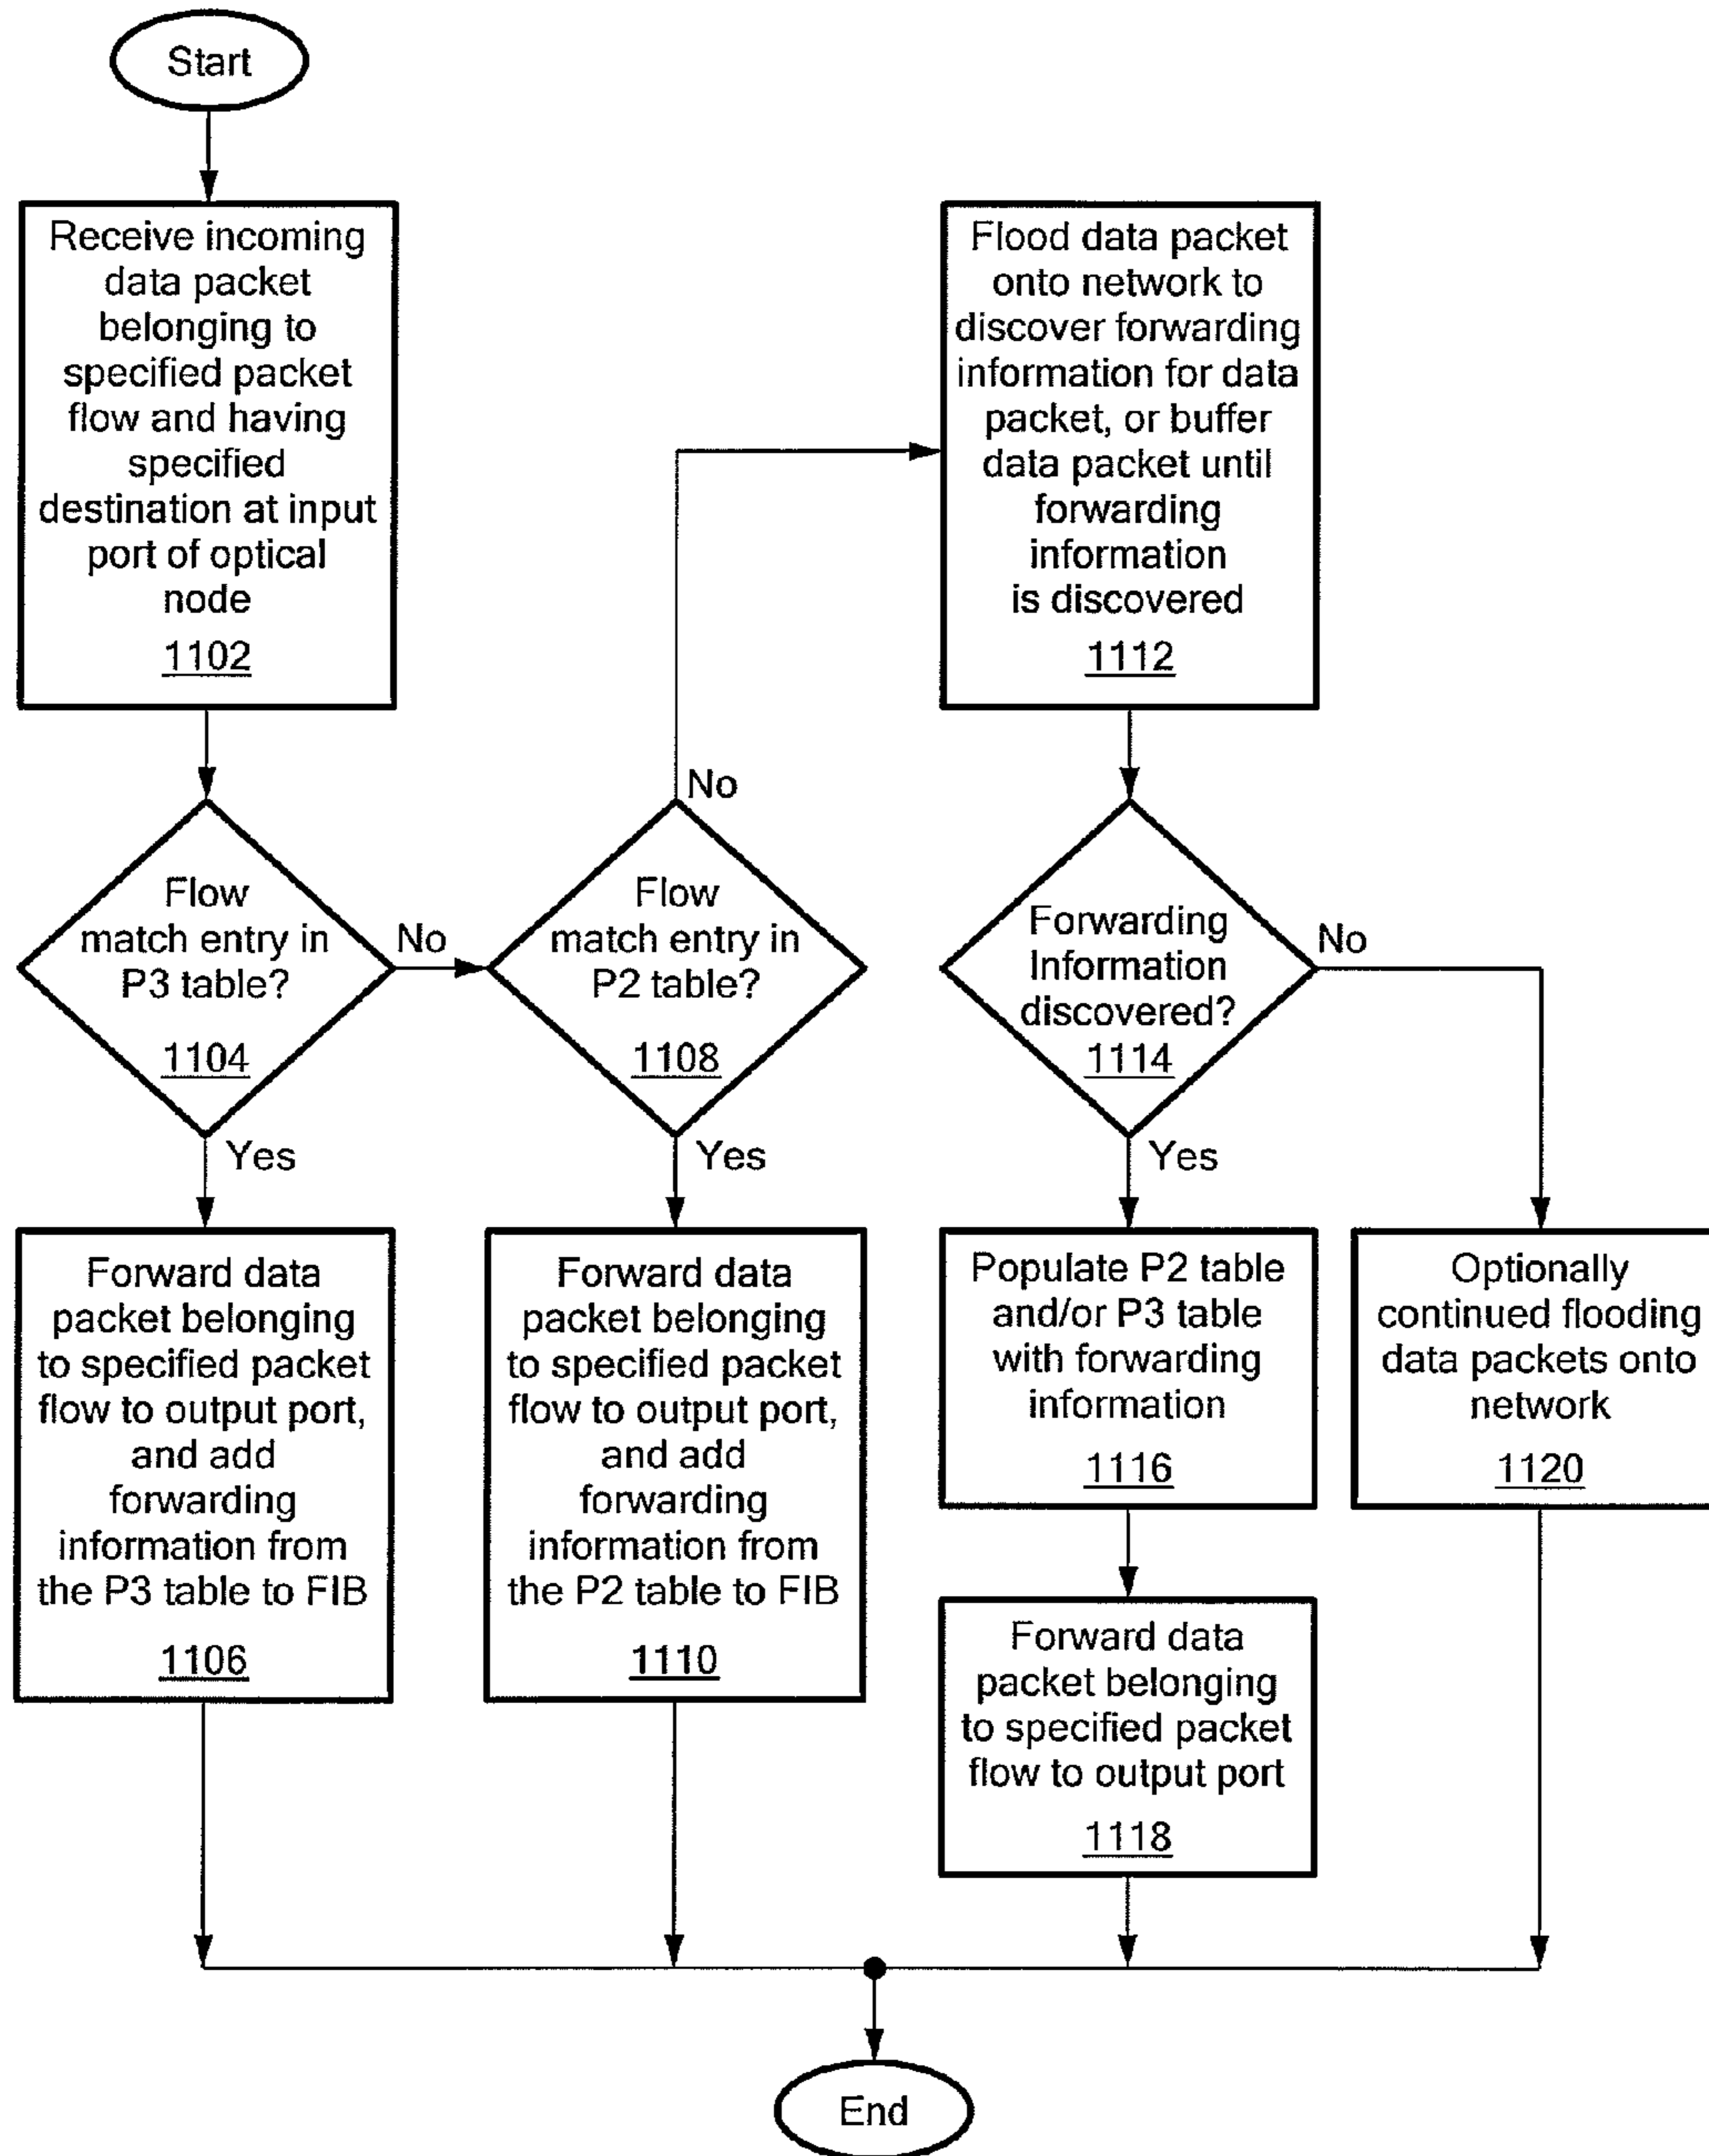 Start
Receive incoming
data packet
belonging to
specified packet
flow and having
specified
destination at input
port of optical
node
1102
Flow
match entry in
P3 table?
1104
No
Yes
Forward data
packet belonging
to specified packet
flow to output port,
and add
forwarding
information from
the P3 table to FIB
1106
Flow
match entry in
P2 table?
1108
No
Yes
Forward data
packet belonging
to specified packet
flow to output port,
and add
forwarding
information from
the P2 table to FIB
1110
Flood data packet
onto network to
discover forwarding
information for data
packet, or buffer
data packet until
forwarding
information
is discovered
1112
Forwarding
Information
discovered?
1114
No
Yes
Populate P2 table
and/or P3 table
with forwarding
information
1116
Forward data
packet belonging
to specified packet
flow to output port
1118
Optionally
continued flooding
data packets onto
network
1120
End